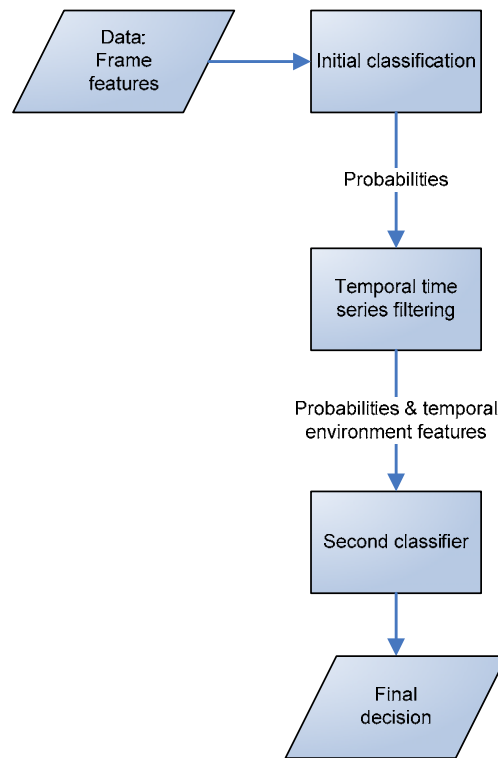 Data:
Frame
features
Initial classification
Probabilities
Temporal time
series filtering
Probabilities & temporal
environment features
Second classifier
Final
decision